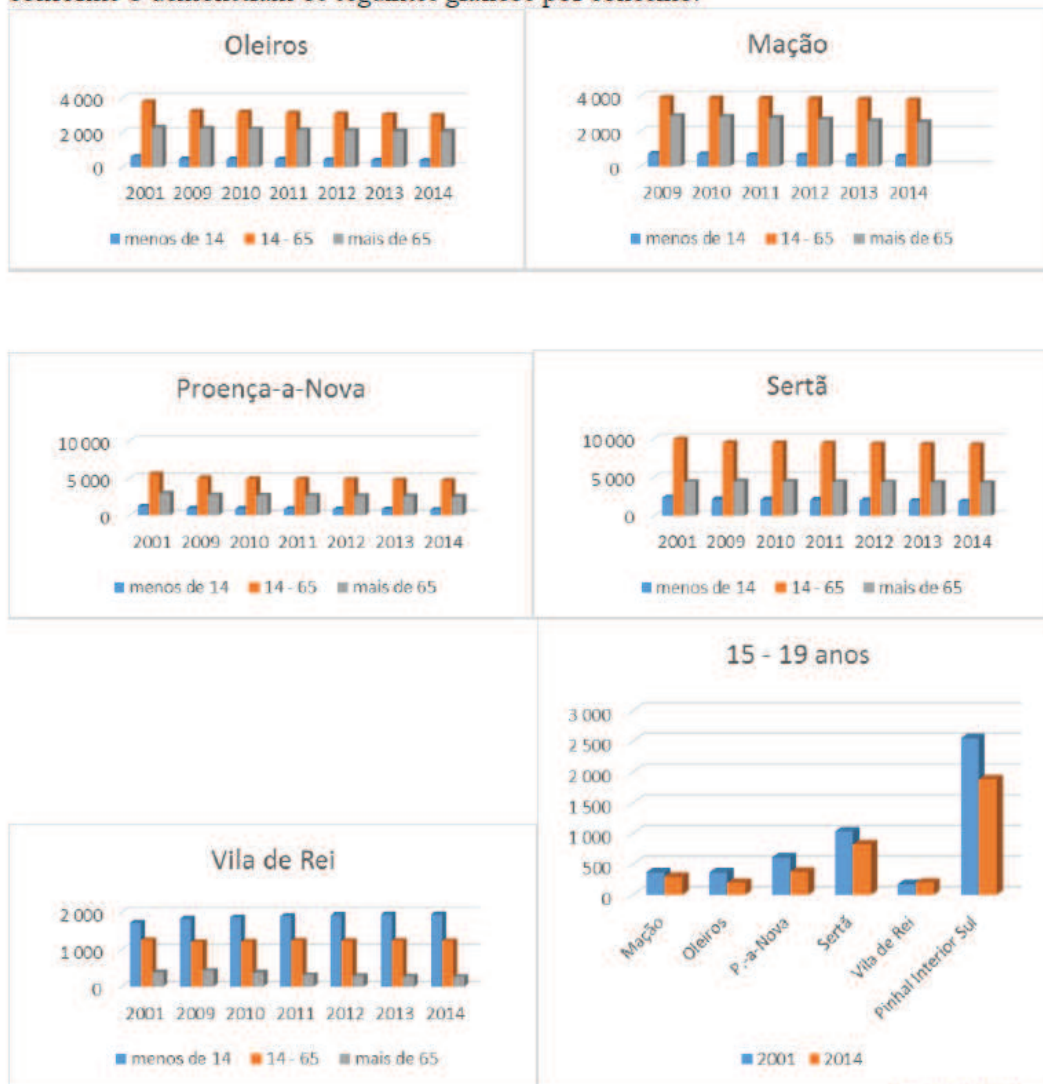 conforme o demonstram os seguintes gráficos por concelho:
Oleiros
4 000
2 000
0
2001 2009 2010 2011 2012 2013 2014
menos de 14 14 - 65 mais de 65
Mação
4 000
2 000
0
2009 2010 2011 2012 2013 2014
menos de 14 14 - 65 mais de 65
Proença-a-Nova
10 000
5 000
0
2001 2009 2010 2011 2012 2013 2014
menos de 14 14 - 65 mais de 65
Sertã
10 000
5 000
0
2001 2009 2010 2011 2012 2013 2014
menos de 14 14 - 65 mais de 65
Vila de Rei
2 000
1 000
0
2001 2009 2010 2011 2012 2013 2014
menos de 14 14 - 65 mais de 65
15 - 19 anos
3 000
2 500
2 000
1 500
1 000
500
0
Mação
Oleiros
P.-a-Nova
Sertã
Vila de Rei
Pinhal Interior Sul
2001 2014